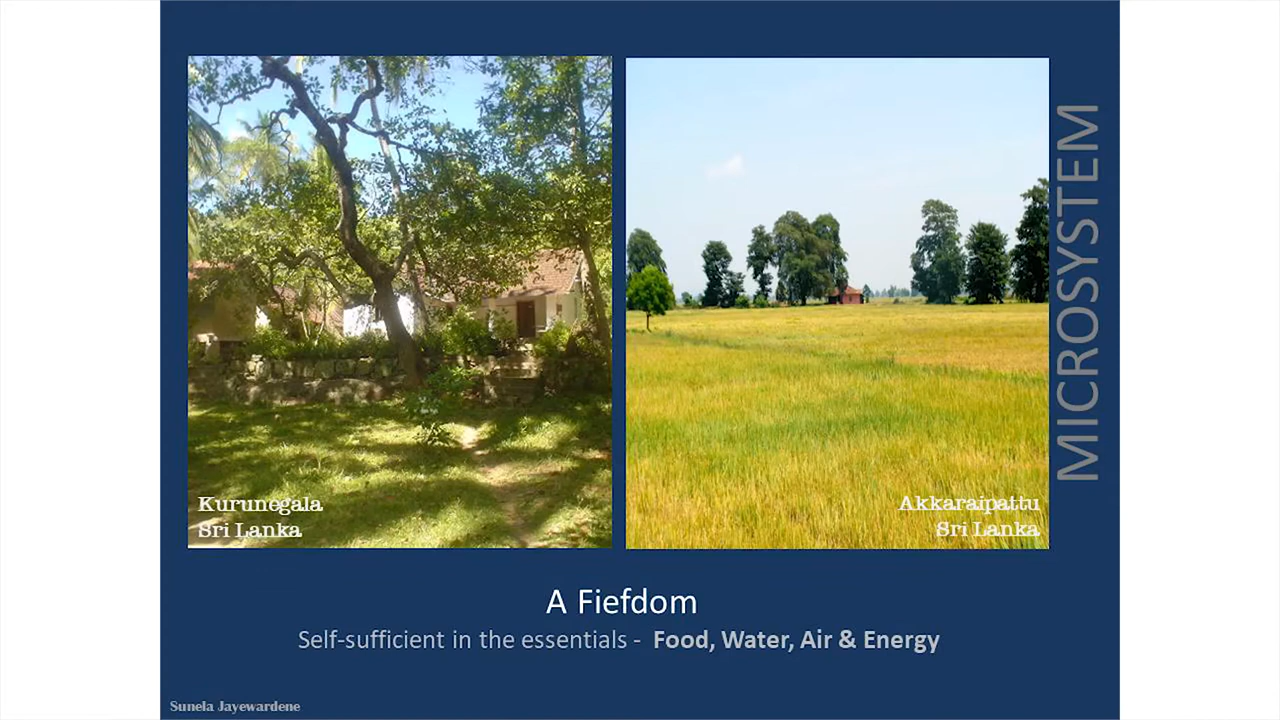 Kurunegala
Sri Lanka
Akkaraipattu
Sri Lanka
MICROSYSTEM
A Fiefdom
Self-sufficient in the essentials - Food, Water, Air & Energy
Sunela Jayewardene